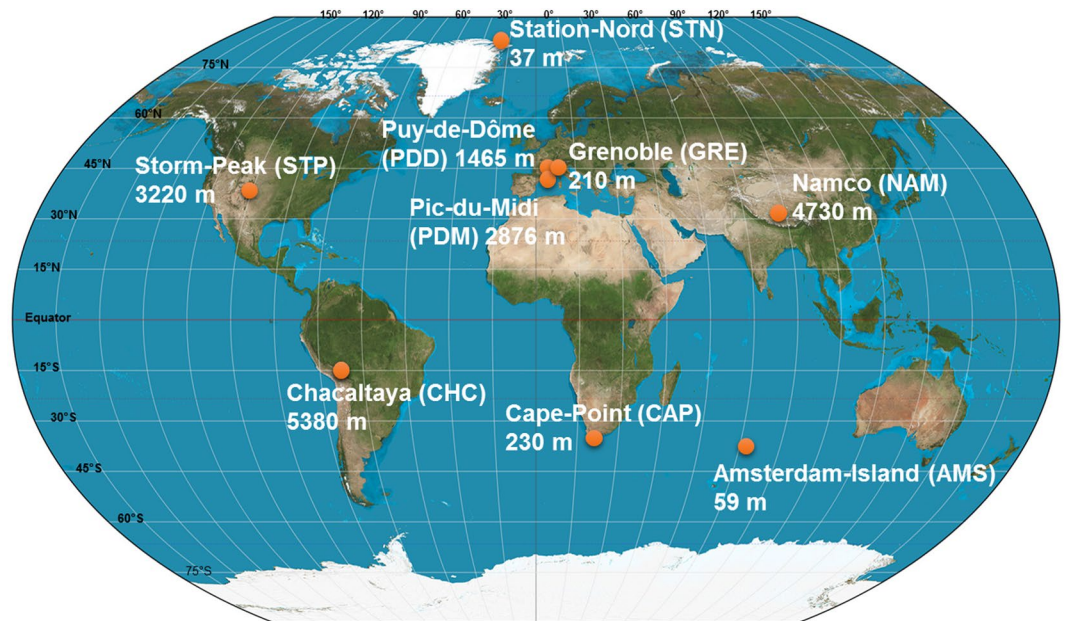 150° 120° 90° 60° 30° 0° 30° 60° 90° 120° 150°
Station-Nord (STN)
37 m
75°N
60°N
Puy-de-Dôme
(PDD) 1465 m
Grenoble (GRE)
210 m
Storm-Peak (STP)
3220 m
45°N
Namco (NAM)
4730 m
Pic-du-Midi
(PDM) 2876 m
30°N
15°N
Equator
15°S
Chacaltaya (CHC)
5380 m
30°S
Cape-Point (CAP)
230 m
45°S
Amsterdam-Island (AMS)
59 m
60°S
75°S